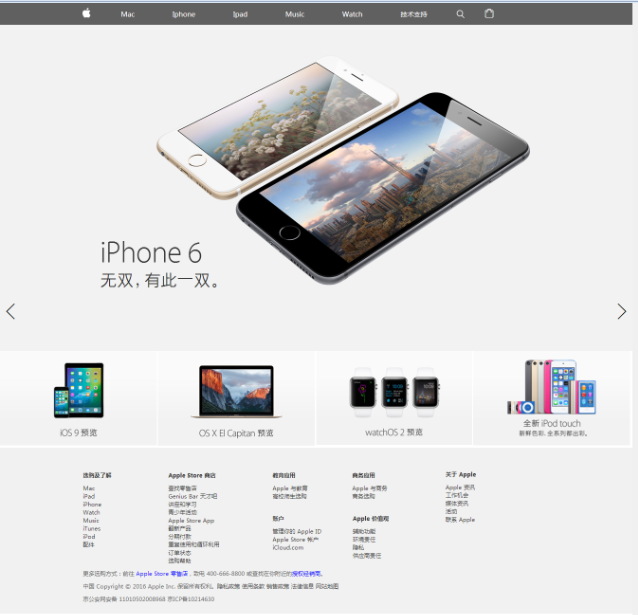 Mac Iphone Ipad Music Watch 技术支持
iPhone 6
无双，有此一双。
iOS 9 预览
OS X El Capitan 预览
watchOS 2 预览
全新 iPod touch
新鲜色彩. 全系列都出彩。
选购及了解
Mac
iPad
iPhone
Watch
Music
iTunes
iPod
配件
Apple Store 商店
查找零售店
Genius Bar 天才吧
讲座和学习
青少年活动
Apple Store App
翻新产品
分期付款
重复使用和循环利用
订单状态
选购帮助
教育应用
Apple 与教育
高校师生选购
账户
管理你的 Apple ID
Apple Store 帐户
iCloud.com
商务应用
Apple 与商务
商务选购
Apple 价值观
辅助功能
环境责任
隐私
供应商责任
关于 Apple
Apple 资讯
工作机会
媒体资讯
活动
联系 Apple
更多选购方式：前往 Apple Store 零售店，致电 400-666-8800 或查找在你附近的授权经销商。
中国 Copyright © 2016 Apple Inc. 保留所有权利。 隐私政策 使用条款 销售政策 法律信息 网站地图
京公安网安备 11010502008968 京ICP备10214630